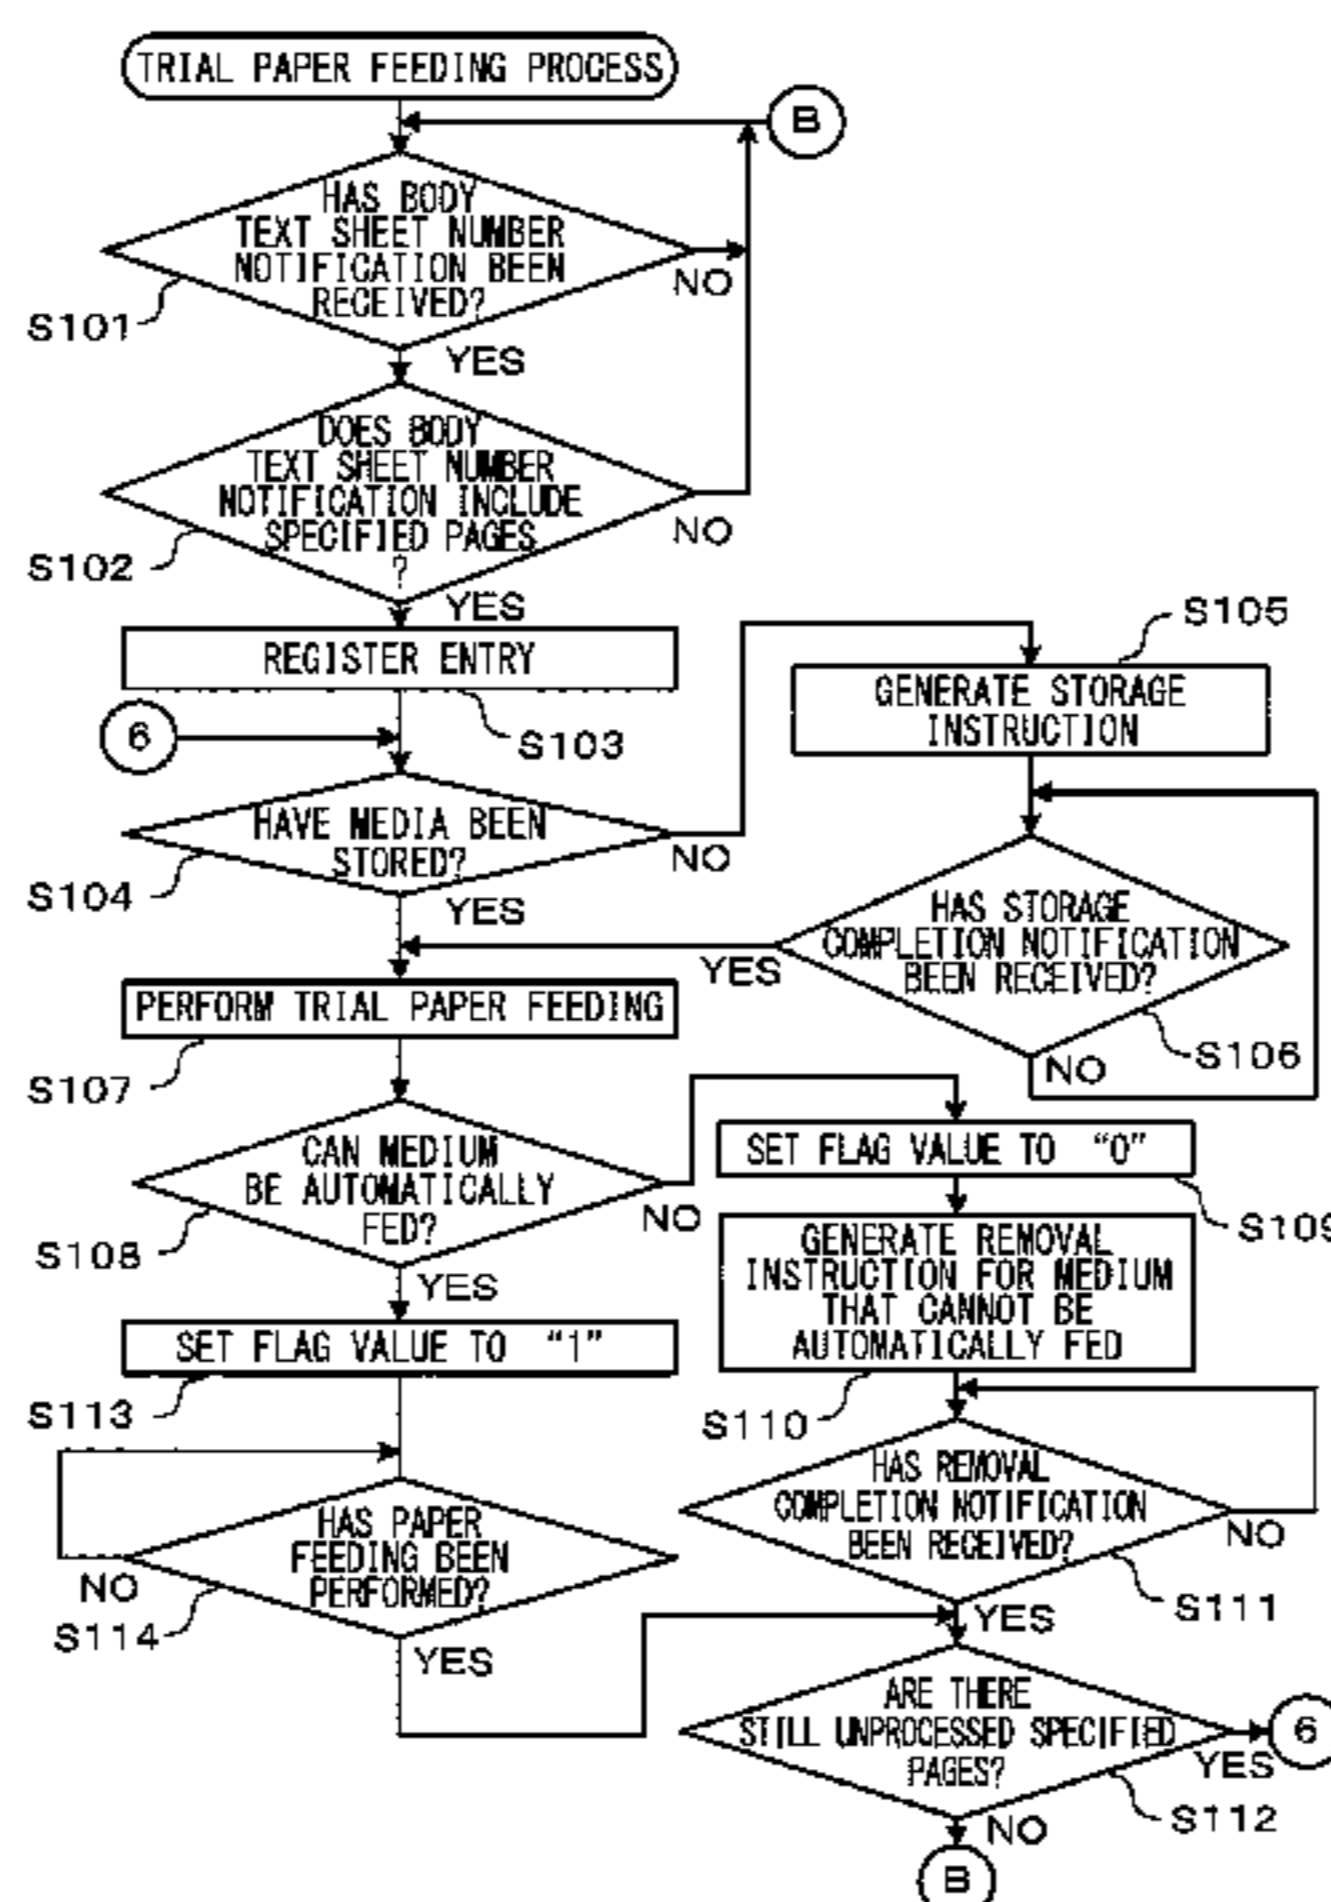 TRIAL PAPER FEEDING PROCESS
B
HAS BODY
TEXT SHEET NUMBER
NOTIFICATION BEEN
RECEIVED?
NO
S101
YES
DOES BODY
TEXT SHEET NUMBER
NOTIFICATION INCLUDE
SPECIFIED PAGES
?
NO
S102
YES
REGISTER ENTRY
S103
6
HAVE MEDIA BEEN
STORED?
NO
S104
YES
S105
GENERATE STORAGE
INSTRUCTION
HAS STORAGE
COMPLETION NOTIFICATION
BEEN RECEIVED?
YES
S106
NO
PERFORM TRIAL PAPER FEEDING
S107
CAN MEDIUM
BE AUTOMATICALLY
FED?
NO
S108
YES
SET FLAG VALUE TO “0”
S109
GENERATE REMOVAL
INSTRUCTION FOR MEDIUM
THAT CANNOT BE
AUTOMATICALLY FED
S110
SET FLAG VALUE TO “1”
S113
HAS REMOVAL
COMPLETION NOTIFICATION
BEEN RECEIVED?
NO
S111
YES
HAS PAPER
FEEDING BEEN
PERFORMED?
NO
S114
YES
ARE THERE
STILL UNPROCESSED SPECIFIED
PAGES?
6
YES
S112
NO
B